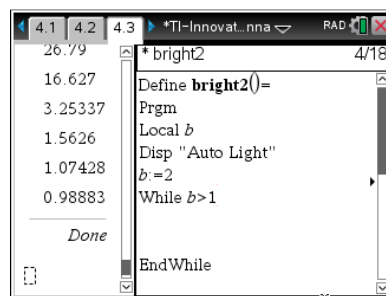 4.1 4.2 4.3 *TI-Innovat…nna RAD
26.79
16.627
3.25337
1.5626
1.07428
0.98883
Done
* bright2 4/18
Define bright2()=
Prgm
Local b
Disp "Auto Light"
b:=2
While b>1
EndWhile